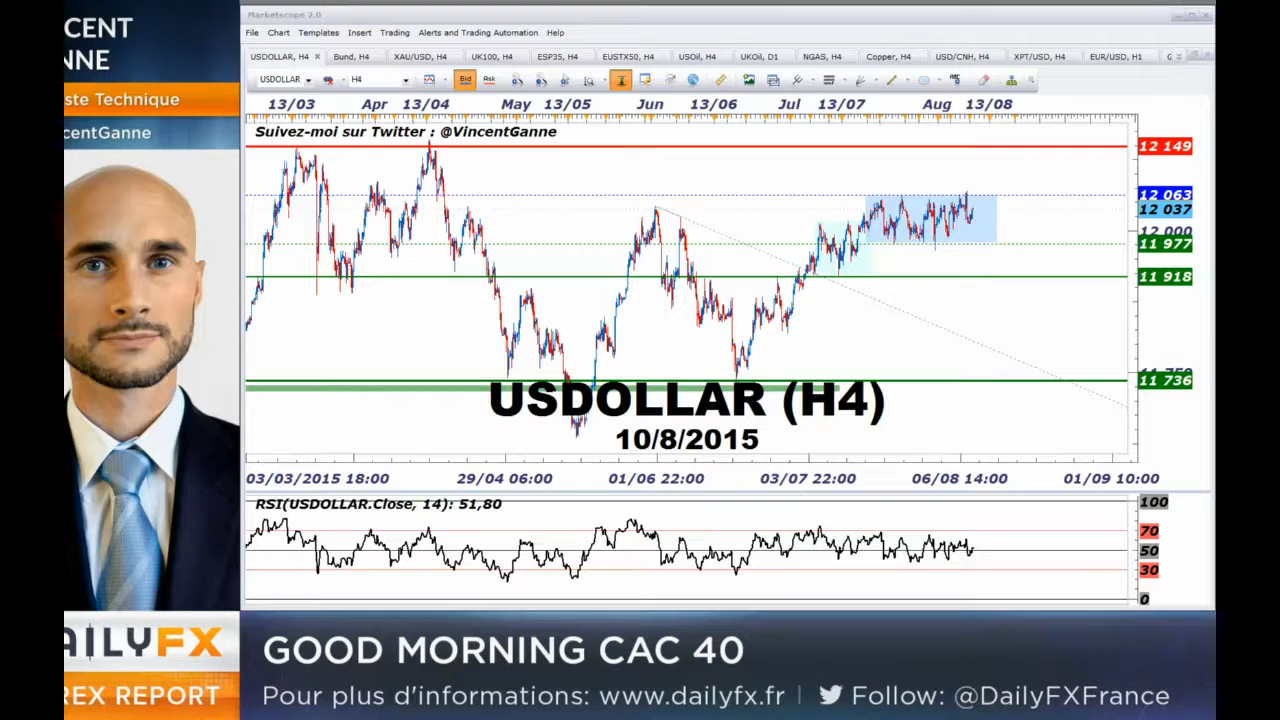 CENT
NNE
ste Technique
centGanne
AILYFX
REX REPORT
Marketscope 2.0
File Chart Templates Insert Trading Alerts and Trading Automation Help
USDOLLAR, H4 Bund, H4 XAU/USD, H4 UK100, H4 ESP35, H4 EUSTX50, H4 USOil, H4 UKOil, D1 NGAS, H4 Copper, H4 USD/CNH, H4 XPT/USD, H4 EUR/USD, H1
USDOLLAR H4 Bid Ask ABC
13/03 Apr 13/04 May 13/05 Jun 13/06 Jul 13/07 Aug 13/08
Suivez-moi sur Twitter : @VincentGanne
12 149
12 063
12 037
12 000
11 977
11 918
11 736
USDOLLAR (H4)
10/8/2015
03/03/2015 18:00 29/04 06:00 01/06 22:00 03/07 22:00 06/08 14:00 01/09 10:00
RSI(USDOLLAR.Close, 14): 51,80
100
70
50
30
0
GOOD MORNING CAC 40
Pour plus d'informations: www.dailyfx.fr | Follow: @DailyFXFrance